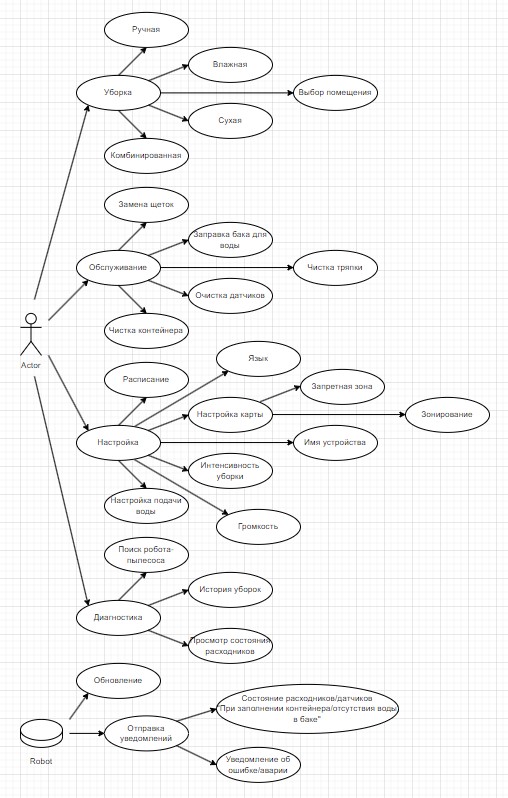 Ручная
Влажная
Уборка
Выбор помещения
Сухая
Комбинированная
Замена щеток
Заправка бака для
воды
Обслуживание
Чистка тряпки
Очистка датчиков
Чистка контейнера
Actor
Язык
Расписание
Запретная зона
Настройка карты
Зонирование
Настройка
Имя устройства
Интенсивность
уборки
Настройка подачи
воды
Громкость
Поиск робота-
пылесоса
История уборок
Диагностика
Просмотр состояния
расходников
Обновление
Состояние расходников/датчиков
"При заполнении контейнера/отсутствия воды
в баке"
Отправка
уведомлений
Robot
Уведомление об
ошибке/аварии